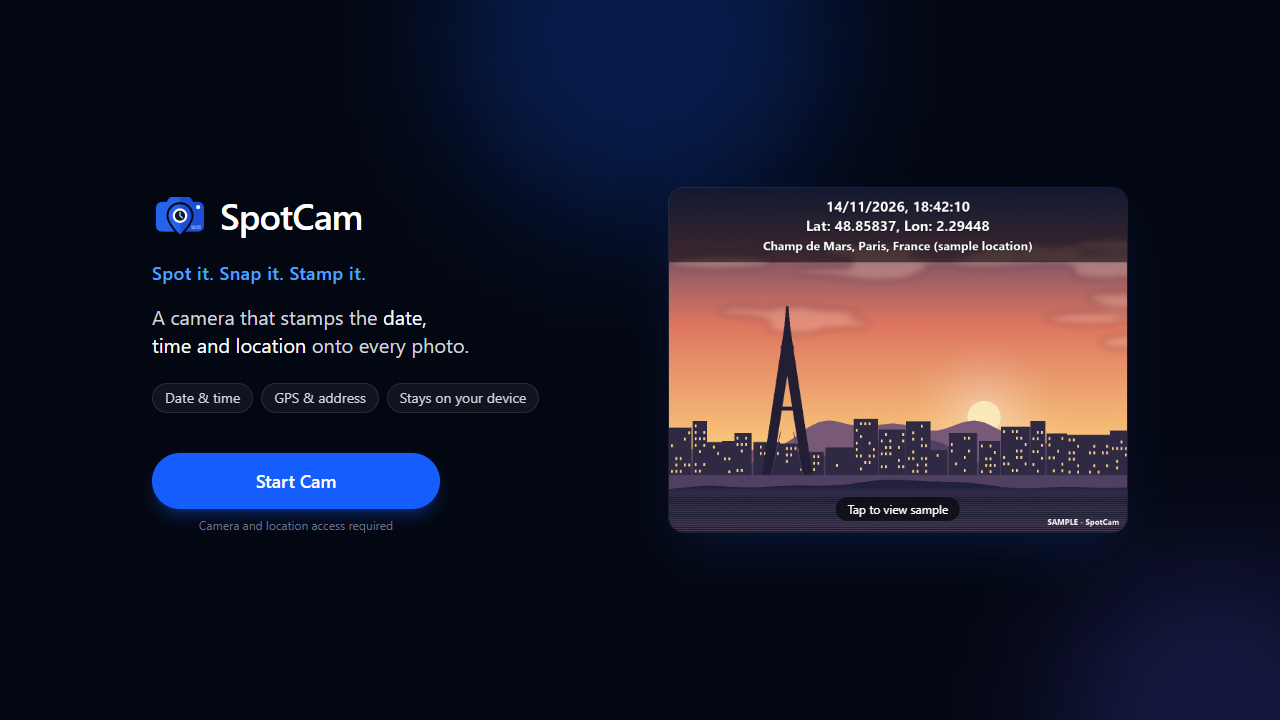 SpotCam
Spot it. Snap it. Stamp it.
A camera that stamps the date,
time and location onto every photo.
Date & time
GPS & address
Stays on your device
Start Cam
Camera and location access required
14/11/2026, 18:42:10
Lat: 48.85837, Lon: 2.29448
Champ de Mars, Paris, France (sample location)
Tap to view sample
SAMPLE - SpotCam